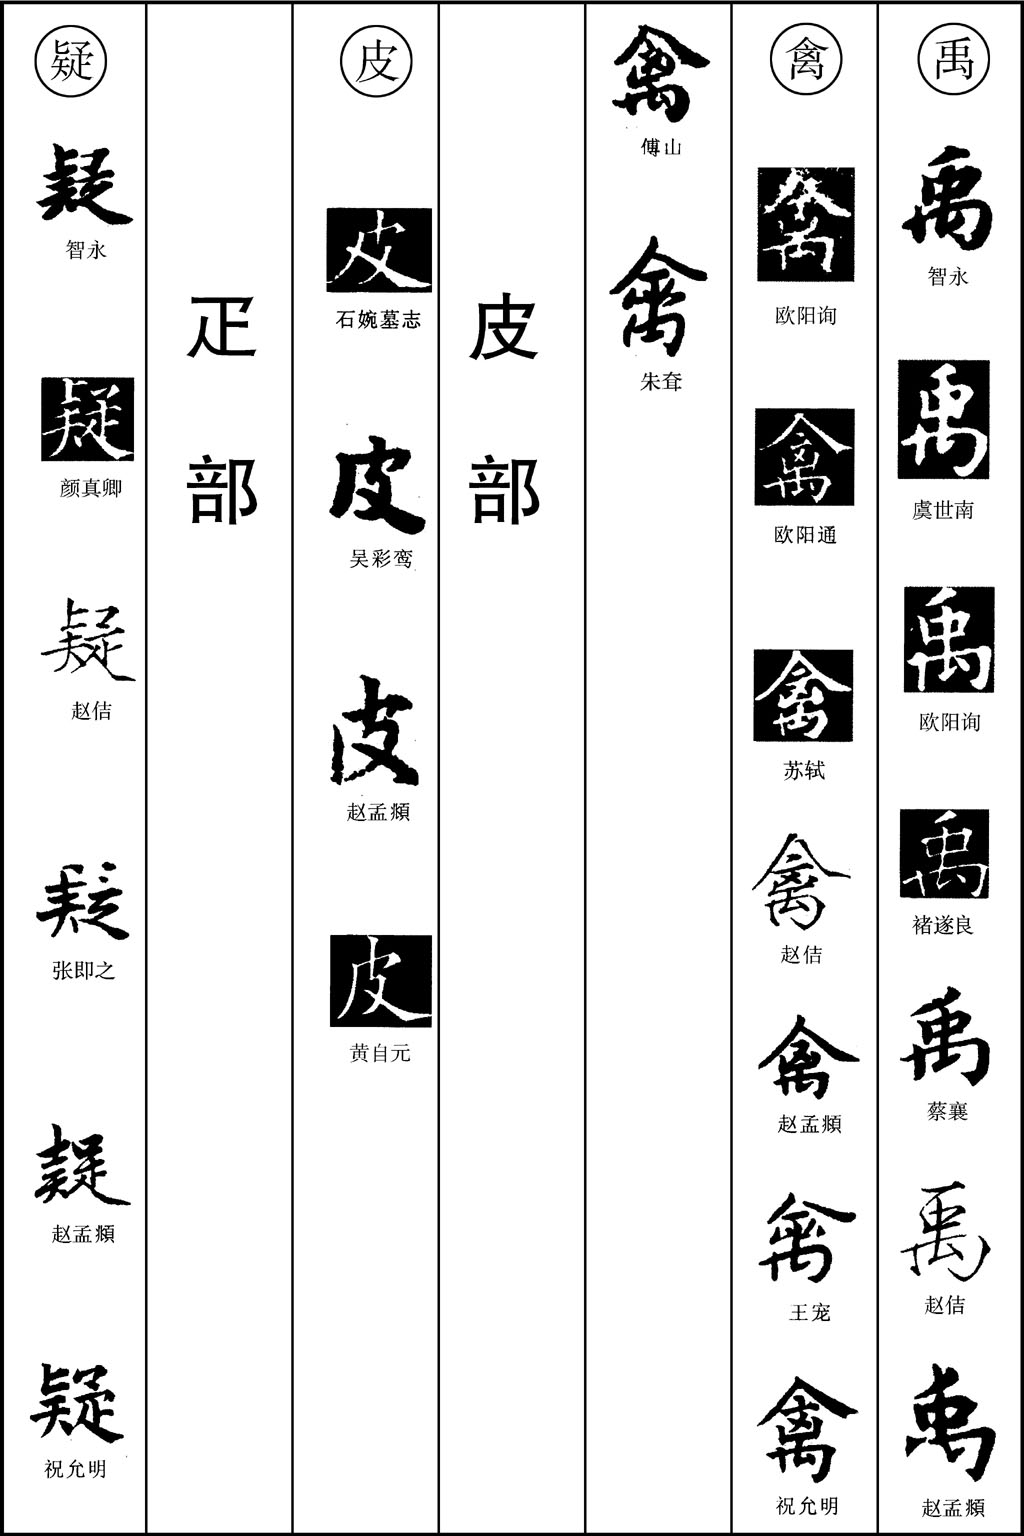 禹
禹
智永
禹
虞世南
禹
欧阳询
禹
褚遂良
禹
蔡襄
禹
赵佶
禹
赵孟頫
禽
禽
欧阳询
禽
欧阳通
禽
苏轼
禽
赵佶
禽
赵孟頫
禽
王宠
禽
祝允明
禽
傅山
禽
朱耷
皮部
皮
皮
石婉墓志
皮
吴彩鸾
皮
赵孟頫
皮
黄自元
疋部
疑
疑
智永
疑
颜真卿
疑
赵佶
疑
张即之
疑
赵孟頫
疑
祝允明